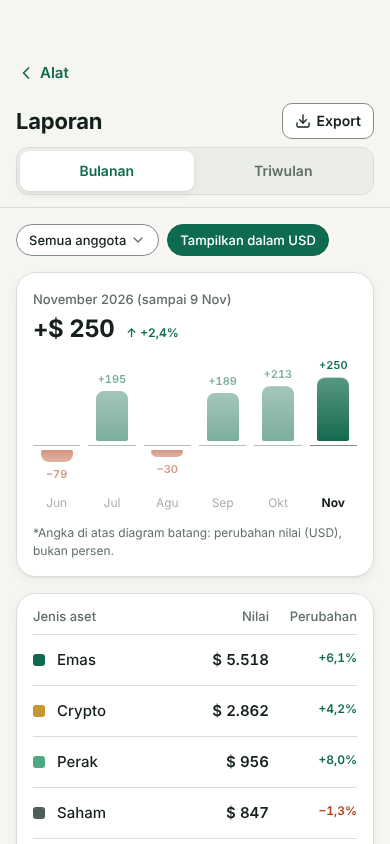 Alat
Laporan
Export
Bulanan
Triwulan
Semua anggota
Tampilkan dalam USD
November 2026 (sampai 9 Nov)
+$ 250 ↑ +2,4%
+195
+189
+213
+250
−79
−30
Jun Jul Agu Sep Okt Nov
*Angka di atas diagram batang: perubahan nilai (USD),
bukan persen.
Jenis aset Nilai Perubahan
Emas $ 5.518 +6,1%
Crypto $ 2.862 +4,2%
Perak $ 956 +8,0%
Saham $ 847 −1,3%